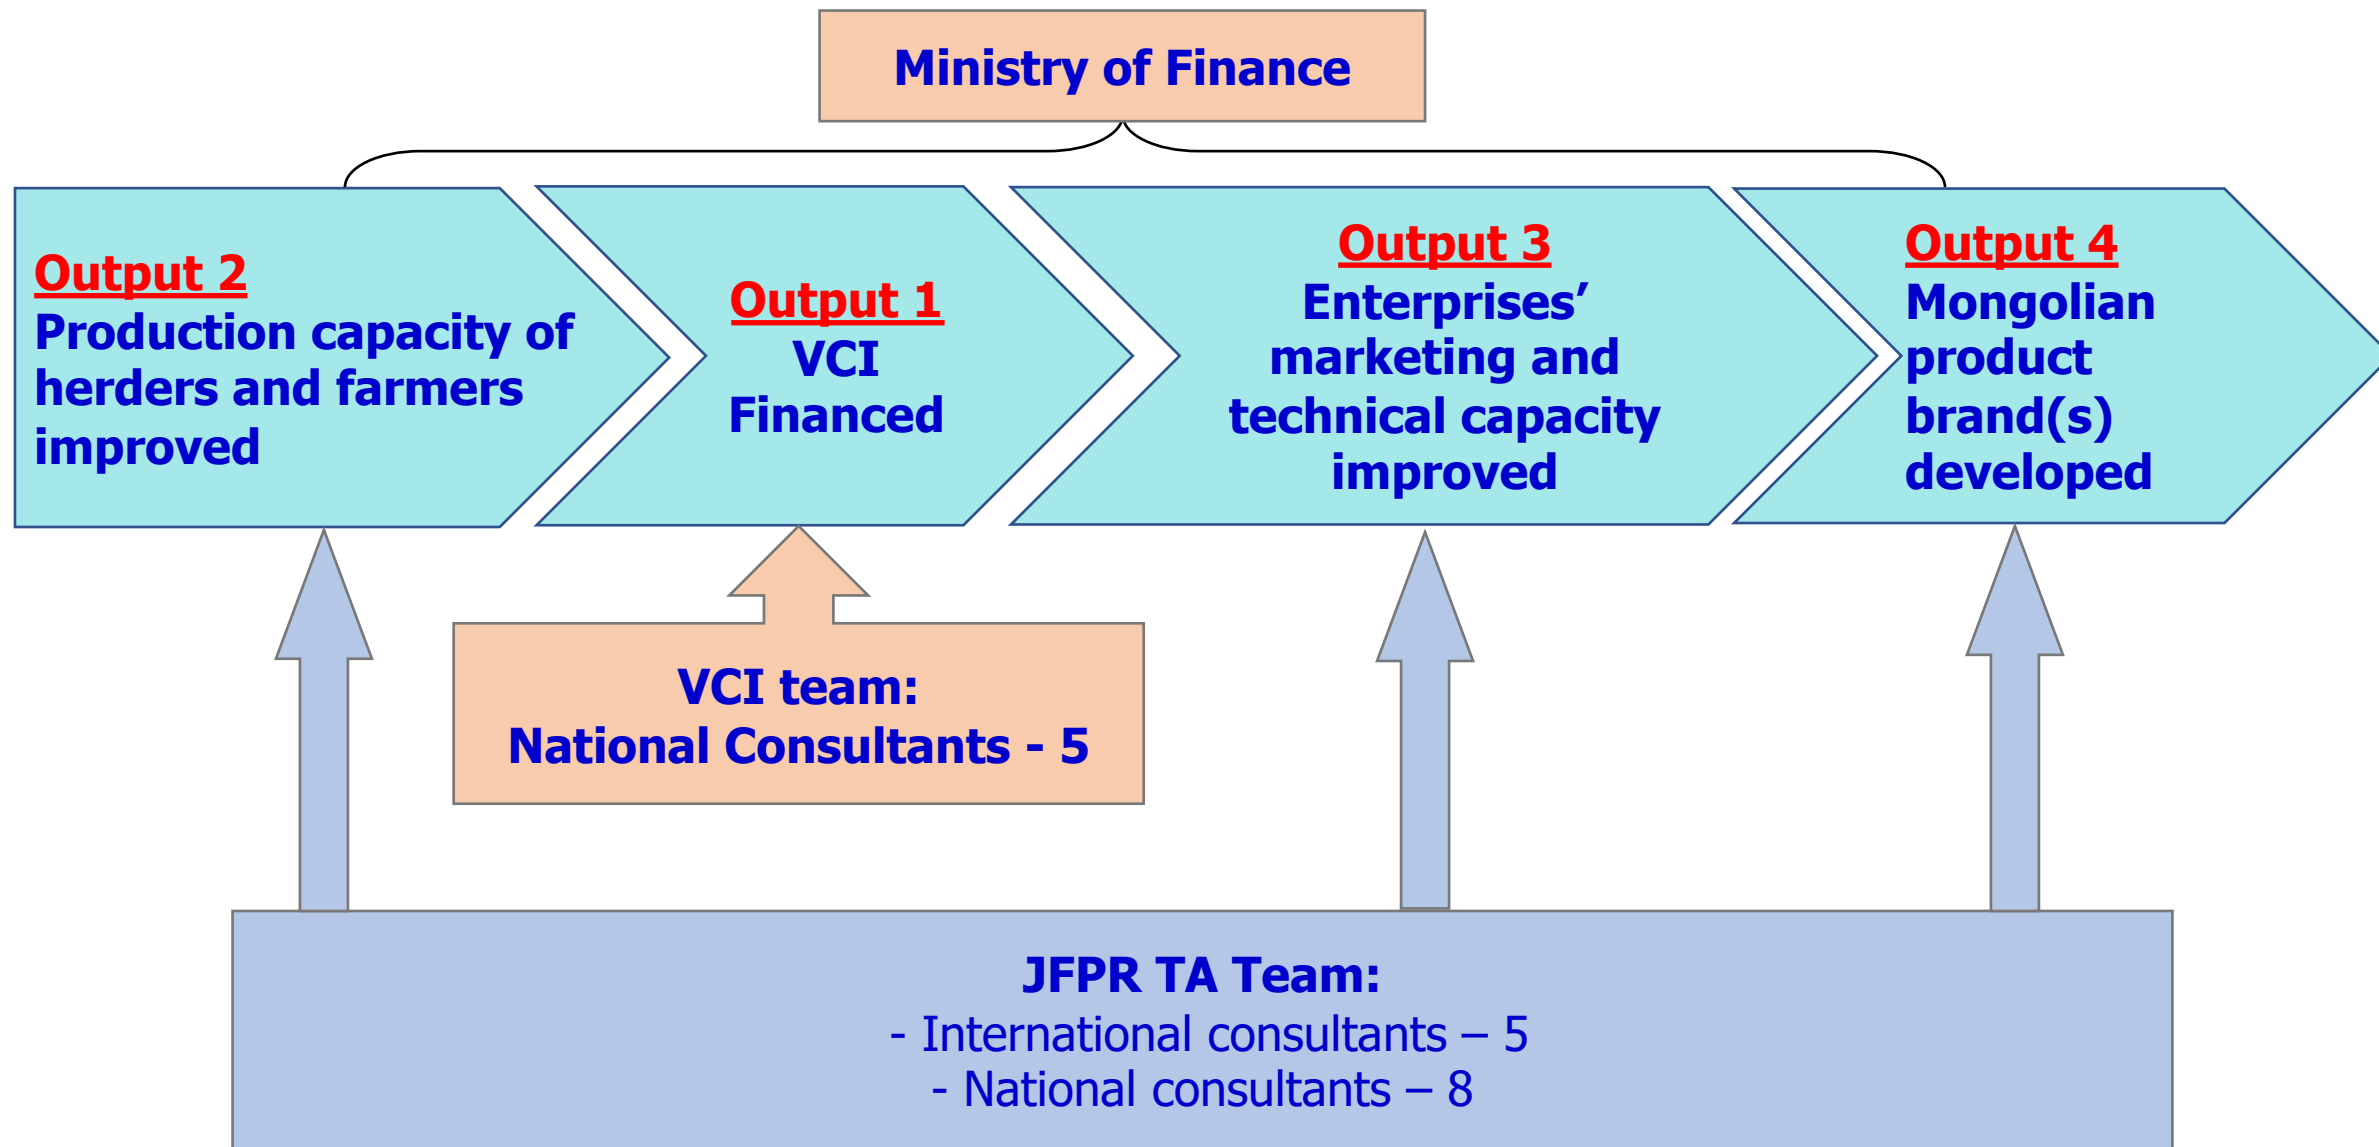 Ministry of Finance
Output 2
Production capacity of
herders and farmers
improved
Output 1
VCI
Financed
Output 3
Enterprises’
marketing and
technical capacity
improved
Output 4
Mongolian
product
brand(s)
developed
VCI team:
National Consultants - 5
JFPR TA Team:
- International consultants – 5
- National consultants – 8